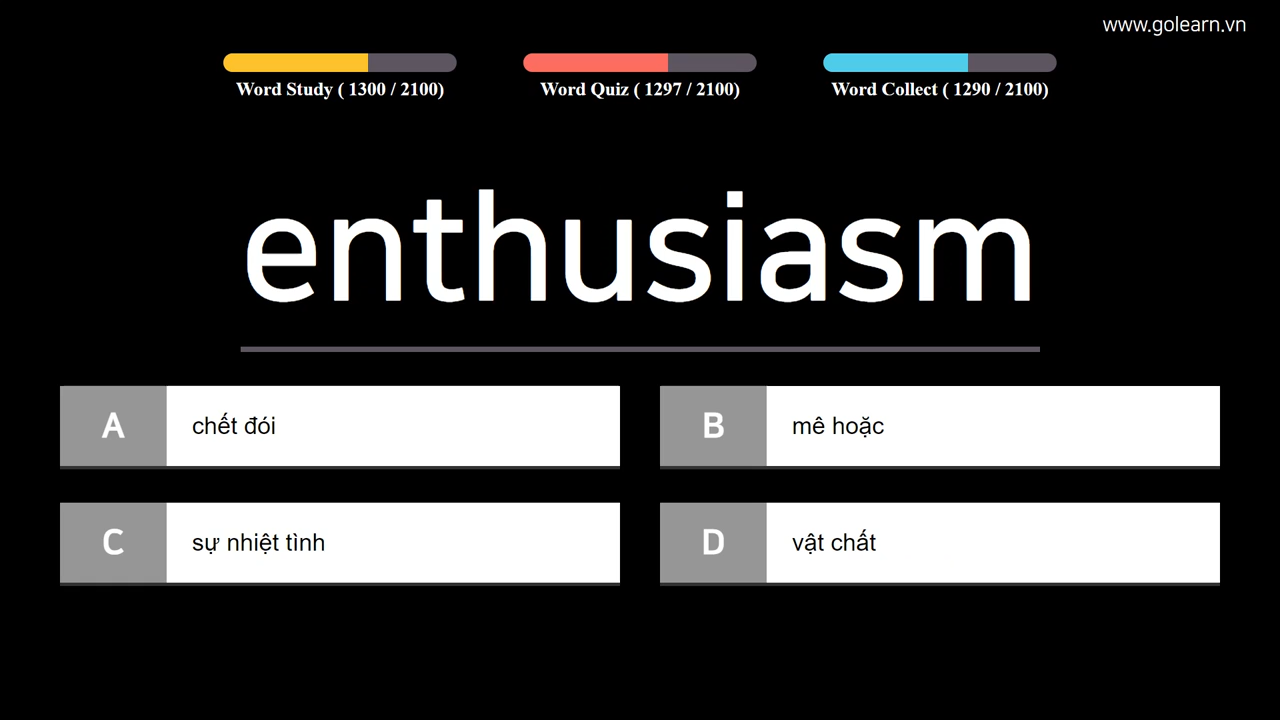 www.golearn.vn
Word Study ( 1300 / 2100)
Word Quiz ( 1297 / 2100)
Word Collect ( 1290 / 2100)
enthusiasm
A chết đói
B mê hoặc
C sự nhiệt tình
D vật chất